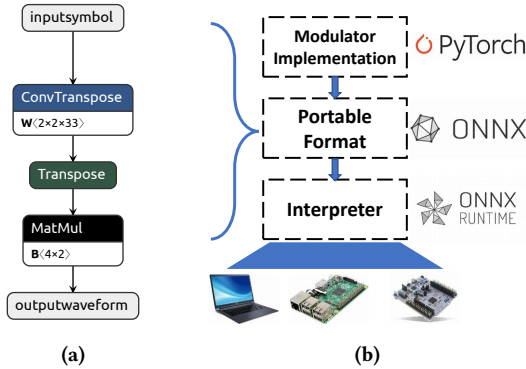 inputsymbol
ConvTranspose
W⟨2×2×33⟩
Transpose
MatMul
B⟨4×2⟩
outputwaveform
(a)
Modulator
Implementation
PyTorch
Portable
Format
ONNX
Interpreter
ONNX
RUNTIME
(b)